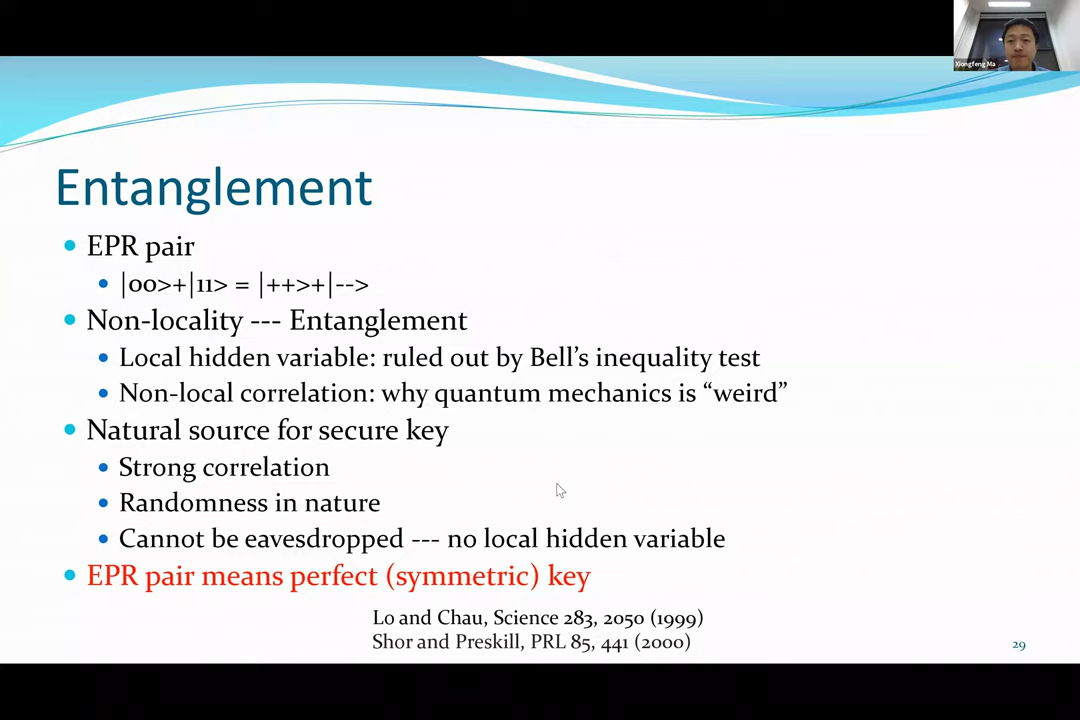 Xiongfeng Ma
Entanglement
EPR pair
|00>+|11> = |++>+|-->
Non-locality --- Entanglement
Local hidden variable: ruled out by Bell’s inequality test
Non-local correlation: why quantum mechanics is “weird”
Natural source for secure key
Strong correlation
Randomness in nature
Cannot be eavesdropped --- no local hidden variable
EPR pair means perfect (symmetric) key
Lo and Chau, Science 283, 2050 (1999)
Shor and Preskill, PRL 85, 441 (2000)
29